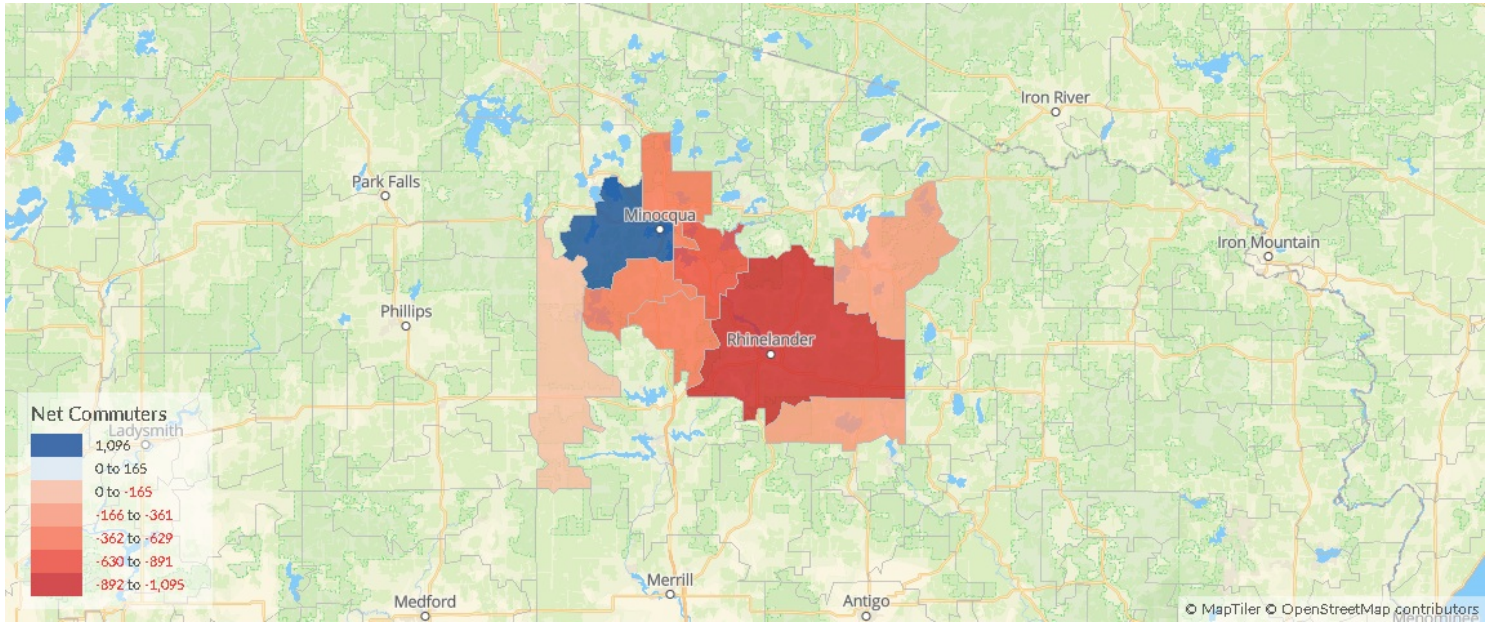 Iron River
Park Falls
Minocqua
Iron Mountain
Phillips
Rhinelander
Net Commuters
Ladysmith
1,096
0 to 165
0 to -165
-166 to -361
-362 to -629
-630 to -891
-892 to -1,095
Merrill
Medford
Antigo
© MapTiler © OpenStreetMap contributors
Menominee